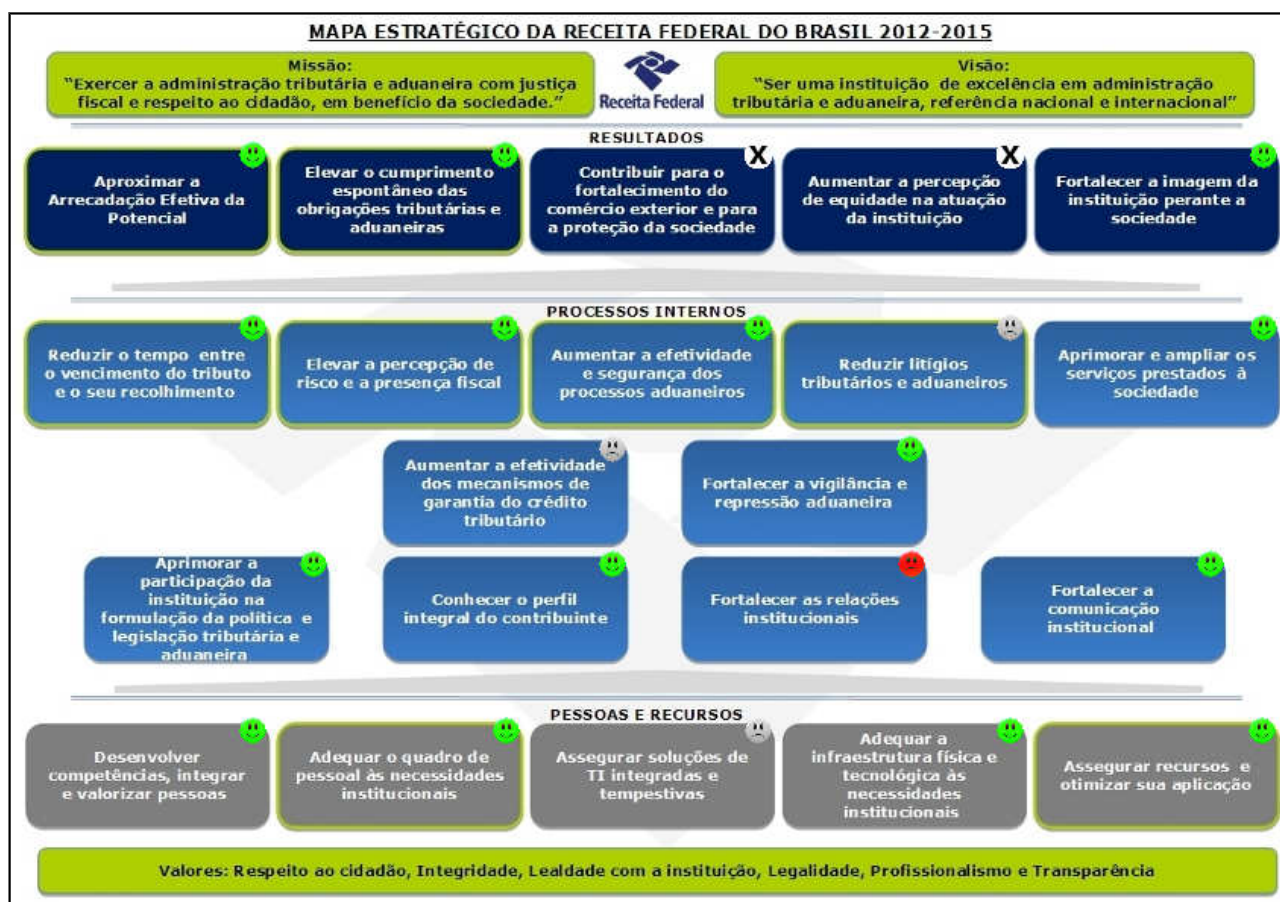 MAPA ESTRATÉGICO DA RECEITA FEDERAL DO BRASIL 2012-2015
Missão:
“Exercer a administração tributária e aduaneira com justiça
fiscal e respeito ao cidadão, em benefício da sociedade.”
Receita Federal
Visão:
“Ser uma instituição de excelência em administração
tributária e aduaneira, referência nacional e internacional”
RESULTADOS
Aproximar a
Arrecadação Efetiva da
Potencial
Elevar o cumprimento
espontâneo das
obrigações tributárias e
aduaneiras
X
Contribuir para o
fortalecimento do
comércio exterior e para
a proteção da sociedade
X
Aumentar a percepção
de equidade na atuação
da instituição
Fortalecer a imagem da
instituição perante a
sociedade
PROCESSOS INTERNOS
Reduzir o tempo entre
o vencimento do tributo
e o seu recolhimento
Elevar a percepção de
risco e a presença fiscal
Aumentar a efetividade
e segurança dos
processos aduaneiros
Reduzir litígios
tributários e aduaneiros
Aprimorar e ampliar os
serviços prestados à
sociedade
Aumentar a efetividade
dos mecanismos de
garantia do crédito
tributário
Fortalecer a vigilância e
repressão aduaneira
Aprimorar a
participação da
instituição na
formulação da política e
legislação tributária e
aduaneira
Conhecer o perfil
integral do contribuinte
Fortalecer as relações
institucionais
Fortalecer a
comunicação
institucional
PESSOAS E RECURSOS
Desenvolver
competências, integrar
e valorizar pessoas
Adequar o quadro de
pessoal às necessidades
institucionais
Assegurar soluções de
TI integradas e
tempestivas
Adequar a
infraestrutura física e
tecnológica às
necessidades
institucionais
Assegurar recursos e
otimizar sua aplicação
Valores: Respeito ao cidadão, Integridade, Lealdade com a instituição, Legalidade, Profissionalismo e Transparência